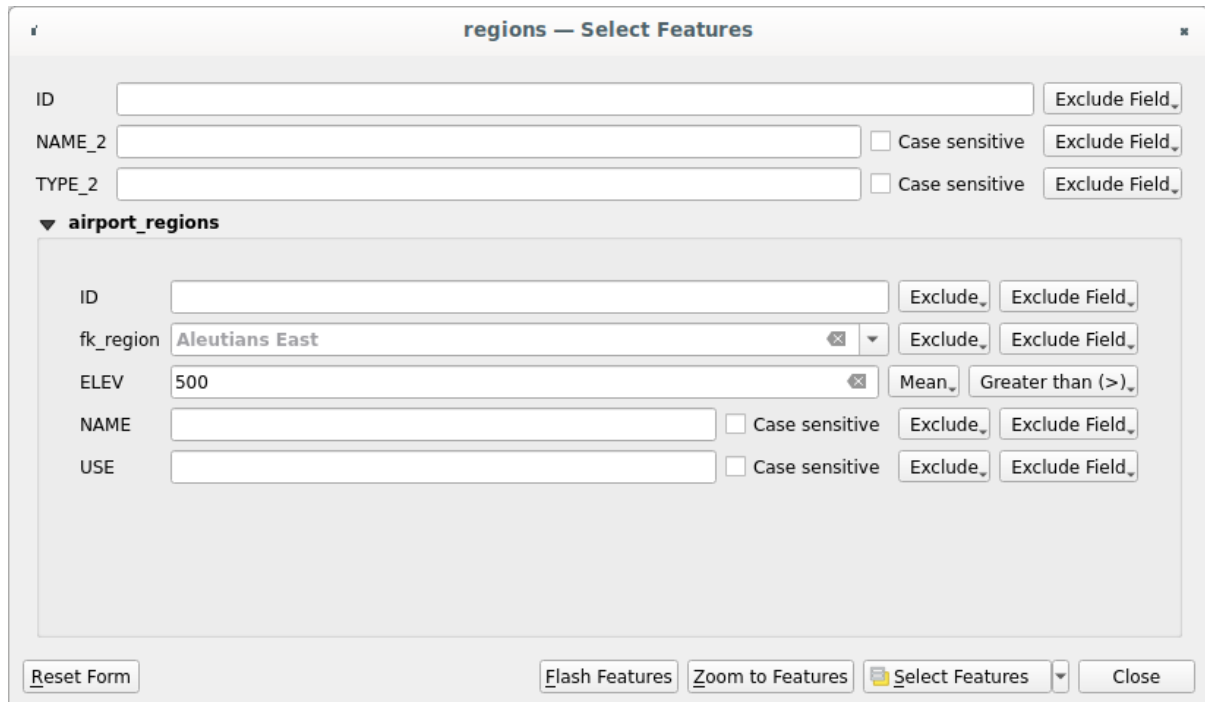 regions — Select Features
ID Exclude Field
NAME_2 Case sensitive Exclude Field
TYPE_2 Case sensitive Exclude Field
airport_regions
ID Exclude Exclude Field
fk_region Aleutians East Exclude Exclude Field
ELEV 500 Mean Greater than (>)
NAME Case sensitive Exclude Exclude Field
USE Case sensitive Exclude Exclude Field
Reset Form Flash Features Zoom to Features Select Features Close